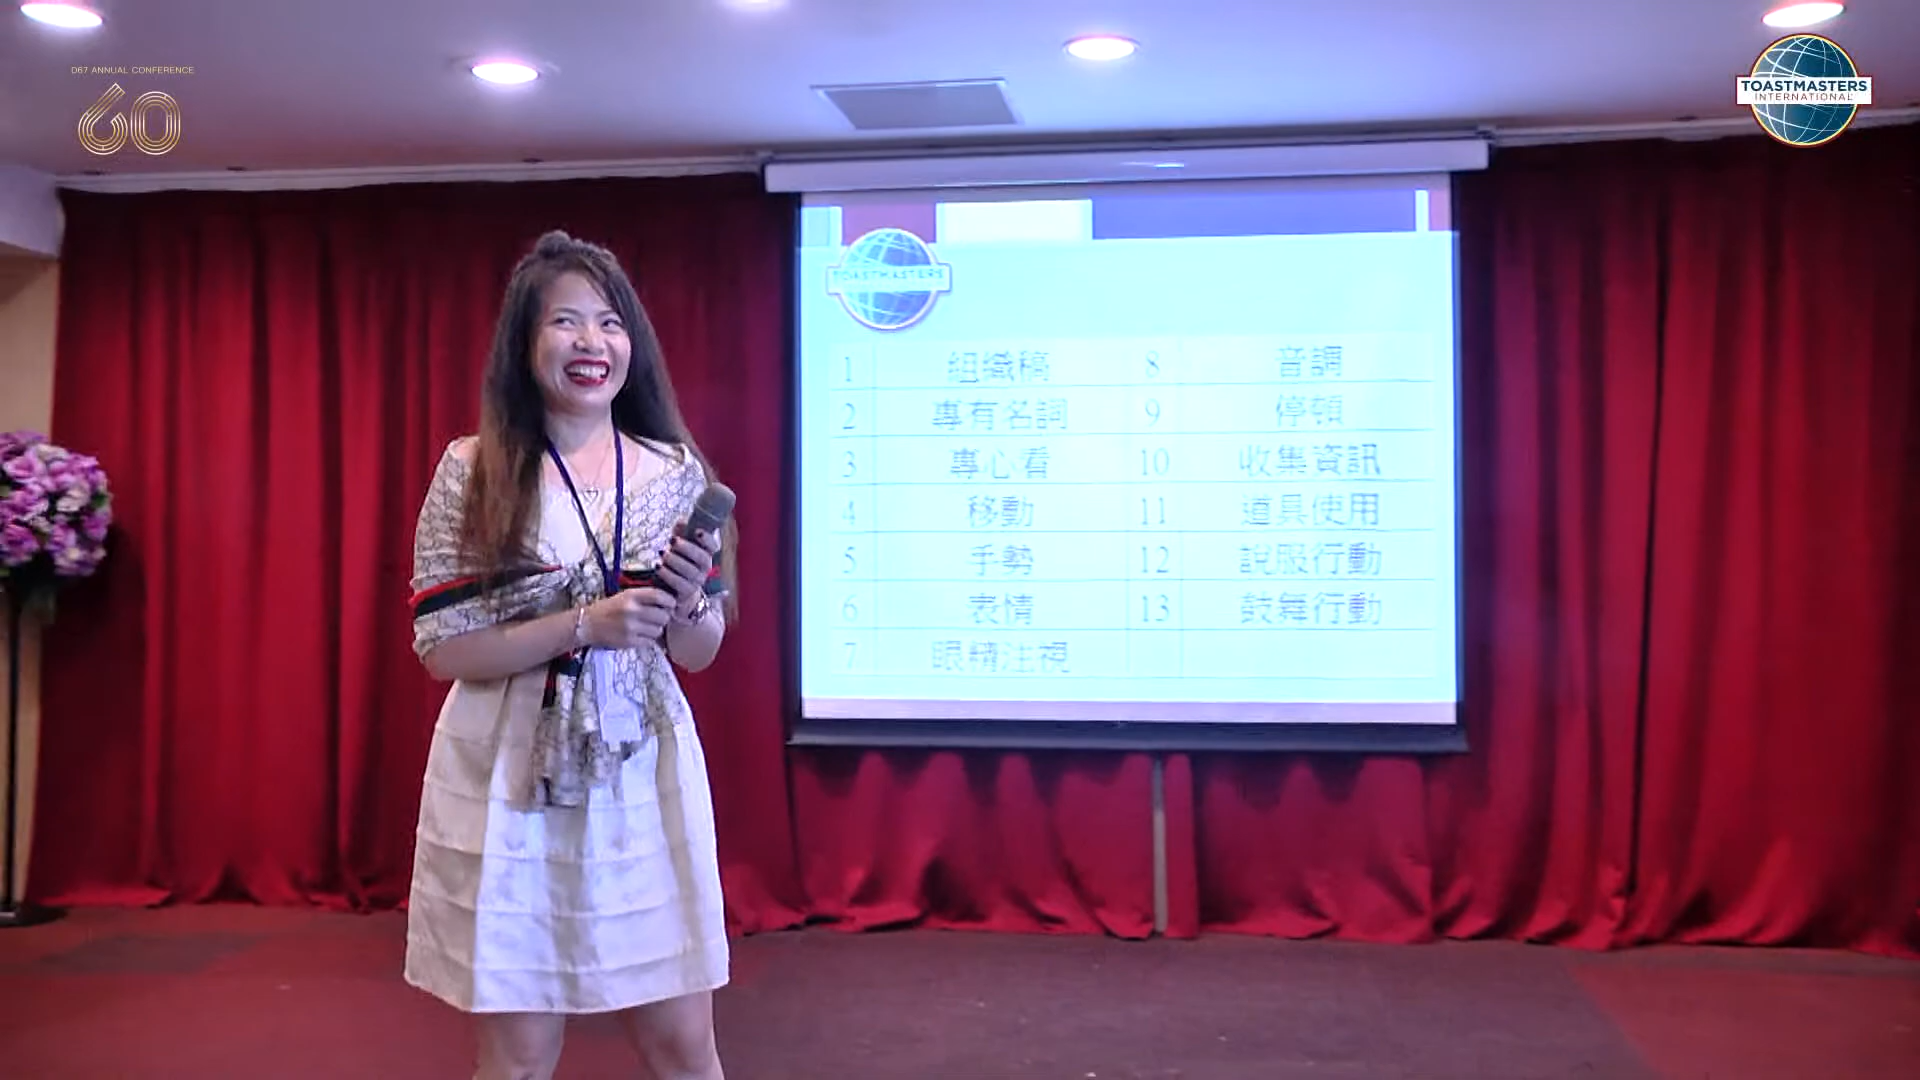 D67 ANNUAL CONFERENCE
60
TOASTMASTERS
INTERNATIONAL
TOASTMASTERS
1 組織稿 8 音調
2 專有名詞 9 停頓
3 專心看 10 收集資訊
4 移動 11 道具使用
5 手勢 12 說服行動
6 表情 13 鼓舞行動
7 眼睛注視